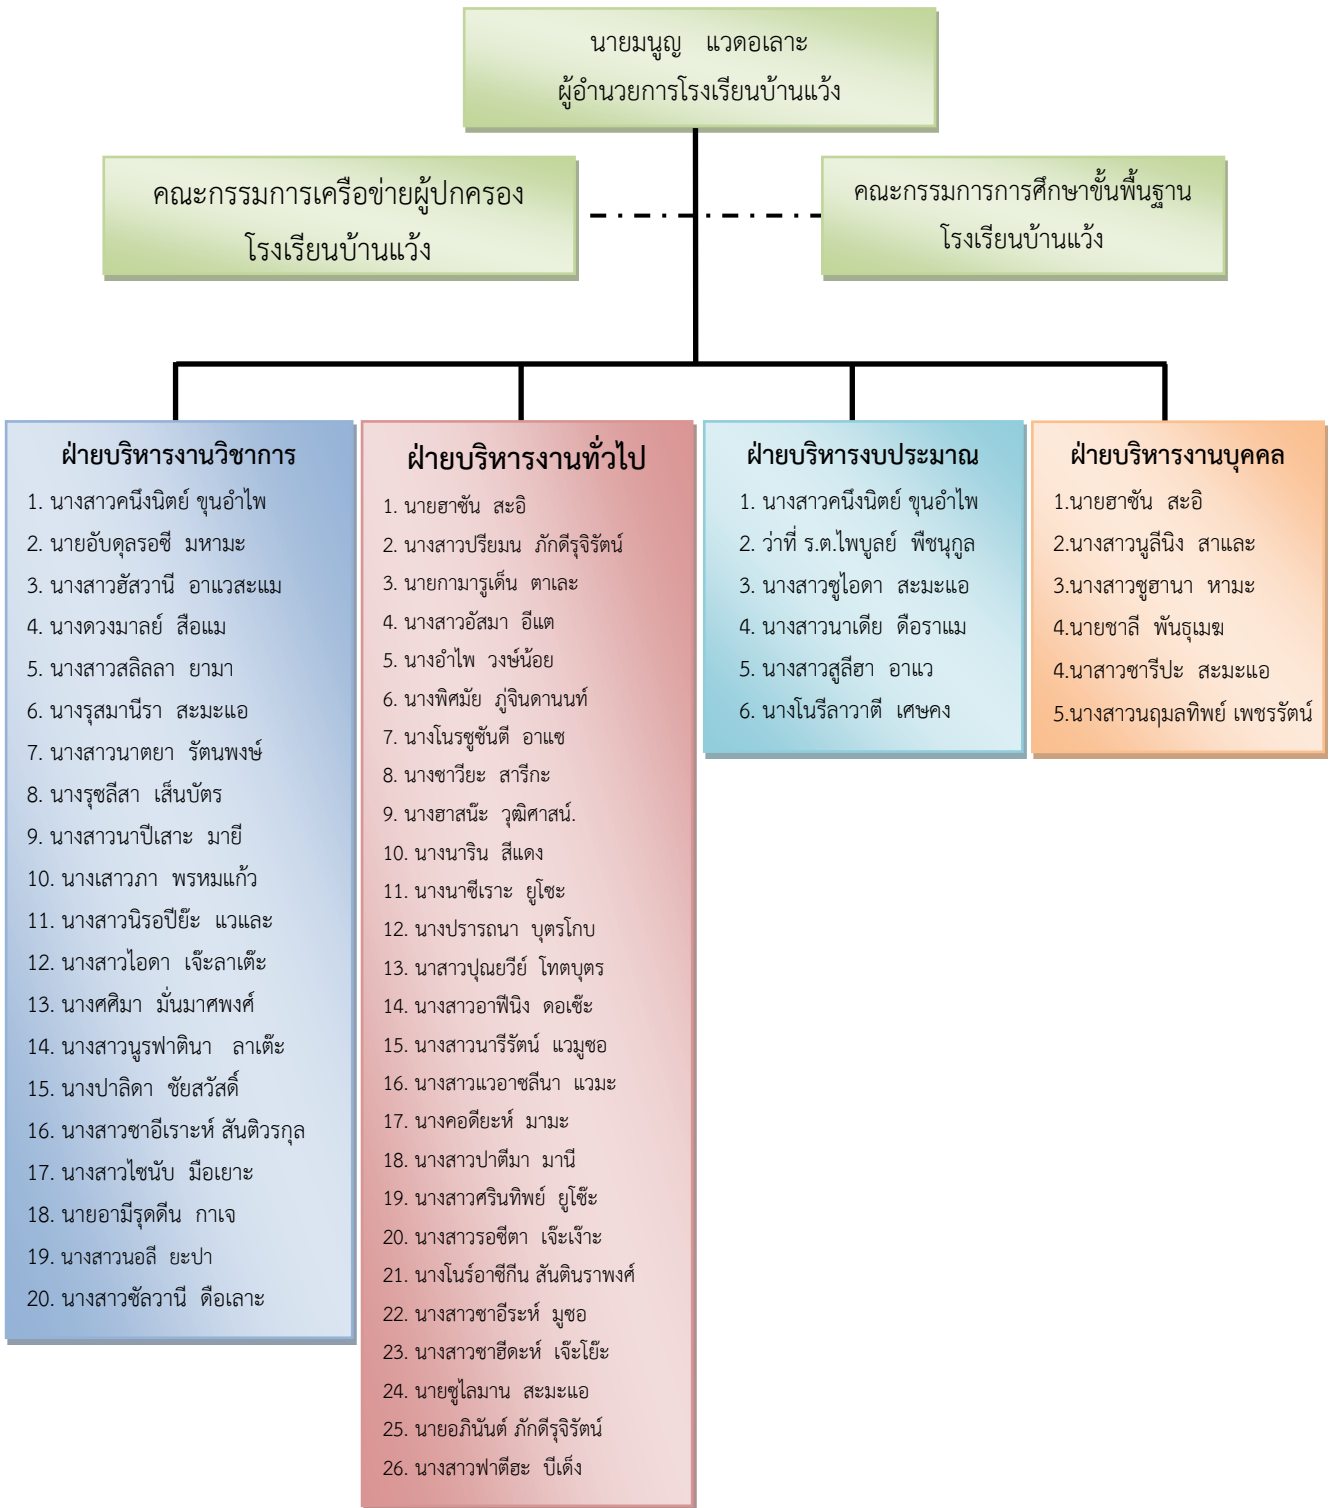 นายมนูญ แวดอเลาะ
ผู้อำนวยการโรงเรียนบ้านแว้ง
คณะกรรมการเครือข่ายผู้ปกครอง
โรงเรียนบ้านแว้ง
คณะกรรมการการศึกษาขั้นพื้นฐาน
โรงเรียนบ้านแว้ง
ฝ่ายบริหารงานวิชาการ
1. นางสาวคนึงนิตย์ ขุนอำไพ
2. นายอับดุลรอซี มหามะ
3. นางสาวฮัสวานี อาแวสะแม
4. นางดวงมาลย์ สือแม
5. นางสาวสลิลลา ยามา
6. นางรุสมานีรา สะมะแอ
7. นางสาวนาตยา รัตนพงษ์
8. นางรุซลีสา เส็นบัตร
9. นางสาวนาปีเสาะ มายี
10. นางเสาวภา พรหมแก้ว
11. นางสาวนิรอปีย๊ะ แวและ
12. นางสาวไอดา เจ๊ะลาเต๊ะ
13. นางศศิมา มั่นมาศพงศ์
14. นางสาวนูรฟาตินา ลาเต๊ะ
15. นางปาลิดา ชัยสวัสดิ์
16. นางสาวซาอีเราะห์ สันติวรกุล
17. นางสาวไซนับ มือเยาะ
18. นายอามีรุดดีน กาเจ
19. นางสาวนอลี ยะปา
20. นางสาวซัลวานี ดือเลาะ
ฝ่ายบริหารงานทั่วไป
1. นายฮาซัน สะอิ
2. นางสาวปรียมน ภักดีรุจิรัตน์
3. นายกามารูเด็น ตาเละ
4. นางสาวอัสมา อีแต
5. นางอำไพ วงษ์น้อย
6. นางพิศมัย ภู่จินดานนท์
7. นางโนรซูซันตี อาแซ
8. นางซาวียะ สารีกะ
9. นางฮาสน๊ะ วุฒิศาสน์.
10. นางนาริน สีแดง
11. นางนาซีเราะ ยูโซะ
12. นางปรารถนา บุตรโกบ
13. นาสาวปุณยวีย์ โทตบุตร
14. นางสาวอาฟีนิง ดอเซ๊ะ
15. นางสาวนารีรัตน์ แวมูซอ
16. นางสาวแวอาซลีนา แวมะ
17. นางคอดียะห์ มามะ
18. นางสาวปาตีมา มานี
19. นางสาวศรินทิพย์ ยูโซ๊ะ
20. นางสาวรอซีตา เจ๊ะเง๊าะ
21. นางโนร์อาซีกีน สันตินราพงศ์
22. นางสาวซาอีระห์ มูซอ
23. นางสาวซาฮีดะห์ เจ๊ะโย๊ะ
24. นายซูไลมาน สะมะแอ
25. นายอภินันต์ ภักดีรุจิรัตน์
26. นางสาวฟาตีฮะ บีเด็ง
ฝ่ายบริหารงบประมาณ
1. นางสาวคนึงนิตย์ ขุนอำไพ
2. ว่าที่ ร.ต.ไพบูลย์ พืชนุกูล
3. นางสาวซูไอดา สะมะแอ
4. นางสาวนาเดีย ดือราแม
5. นางสาวสูลีฮา อาแว
6. นางโนรีลาวาตี เศษคง
ฝ่ายบริหารงานบุคคล
1.นายฮาซัน สะอิ
2.นางสาวนูลีนิง สาและ
3.นางสาวซูฮานา หามะ
4.นายชาลี พันธุเมฆ
4.นาสาวซารีปะ สะมะแอ
5.นางสาวนฤมลทิพย์ เพชรรัตน์